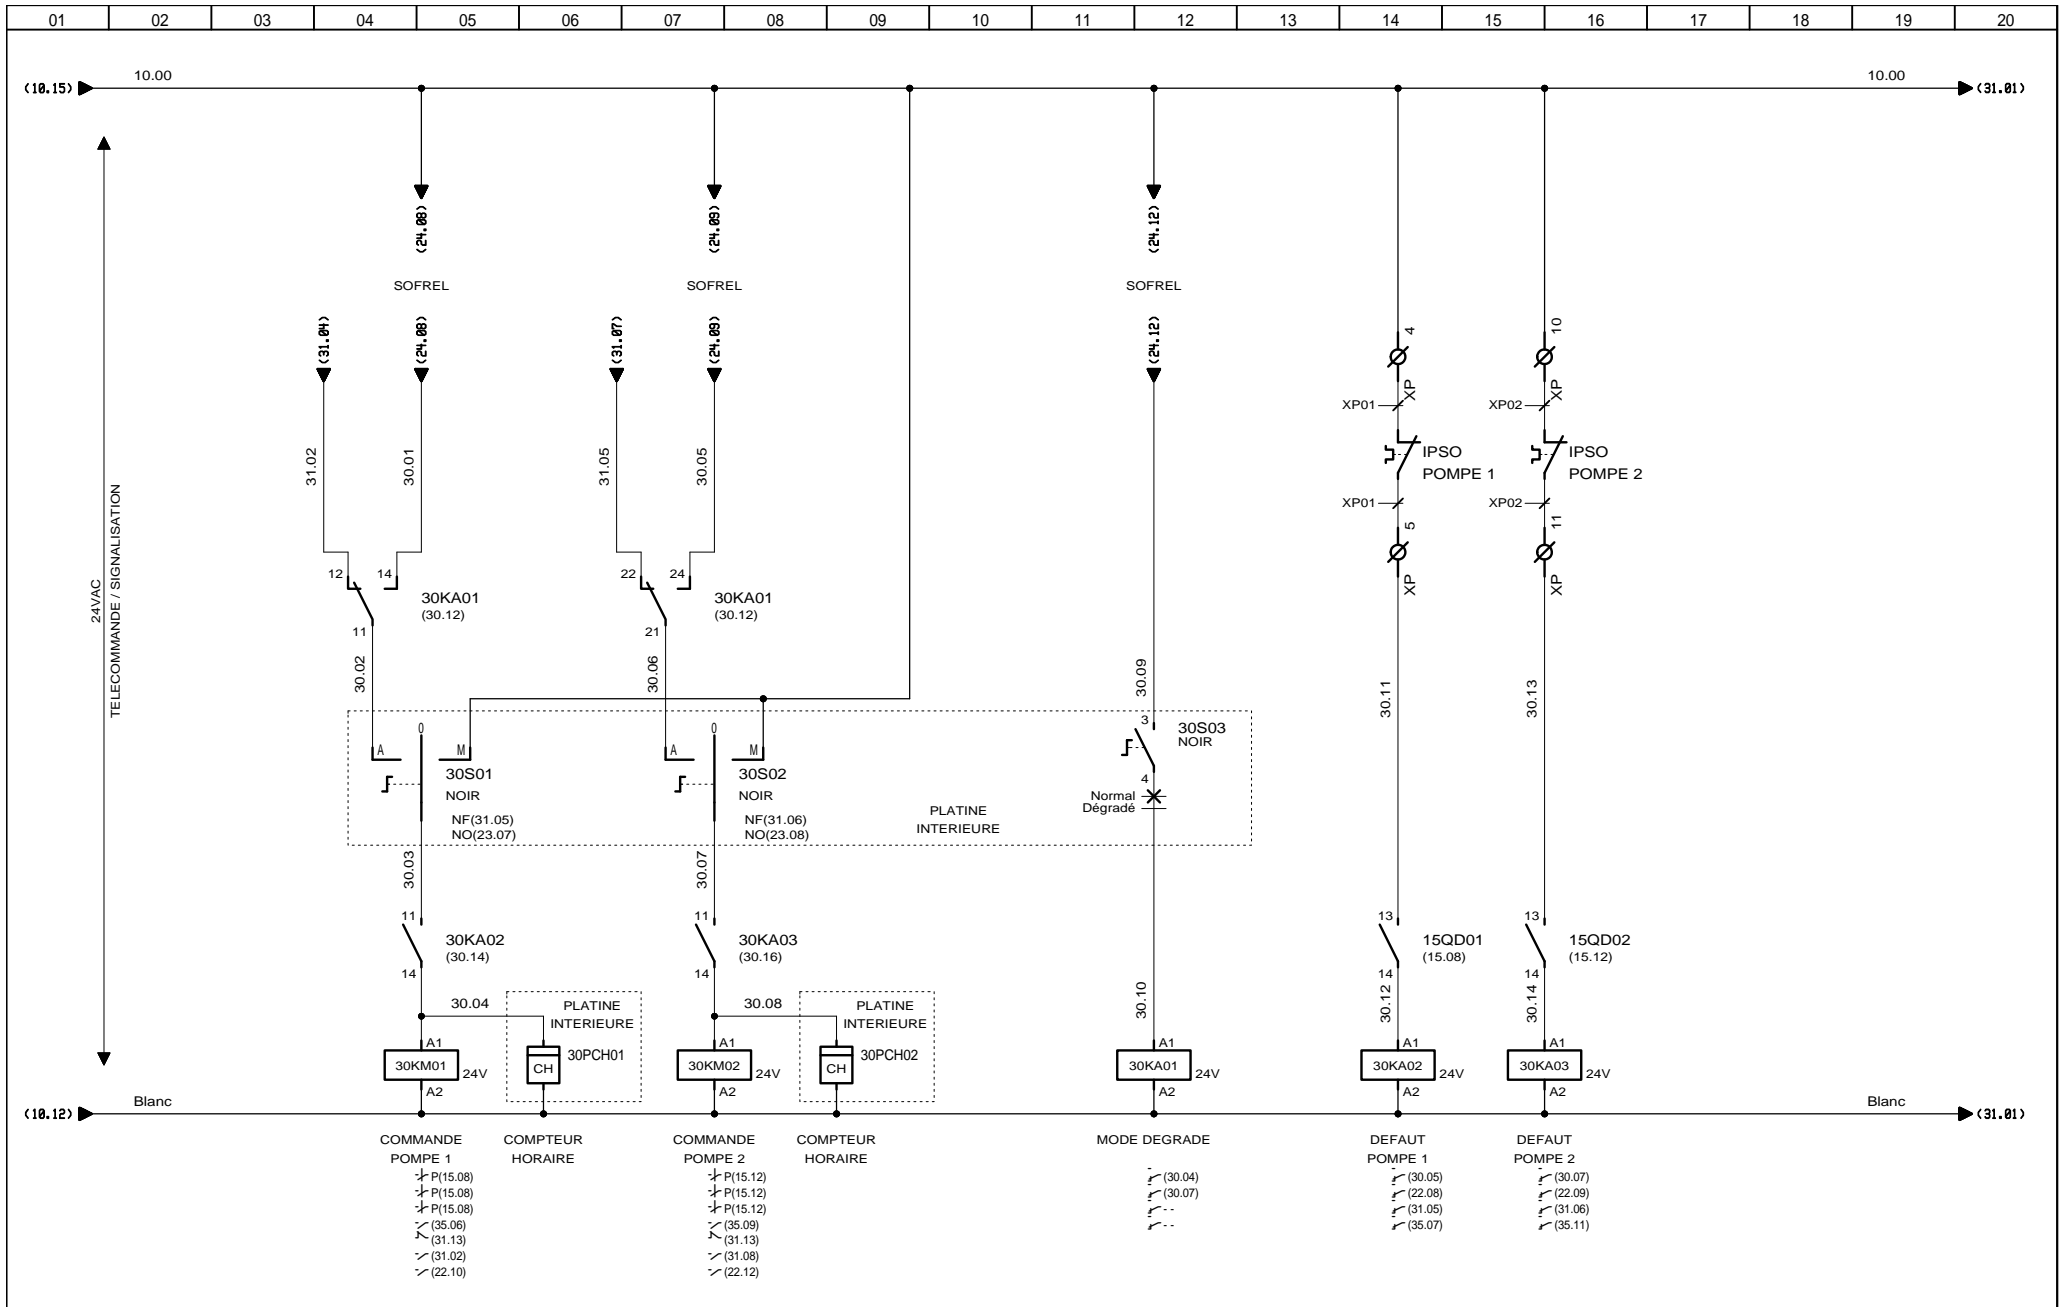 01 02 03 04 05 06 07 08 09 10 11 12 13 14 15 16 17 18 19 20
10.00 10.00
(10.15) (31.01)
(24.08) (24.09) (24.12)
SOFREL SOFREL SOFREL
(31.04) (24.08) (31.07) (24.09) (24.12)
4 10
XP XP
XP01 XP02
31.02 30.01 31.05 30.05
IPSO IPSO
POMPE 1 POMPE 2
XP01 XP02
5 11
XP XP
24VAC
TELECOMMANDE / SIGNALISATION
12 14 22 24
30KA01 30KA01
(30.12) (30.12)
11 21
30.02 30.06 30.09 30.11 30.13
0 0 3
30S03
NOIR
A M A M
30S01 30S02
NOIR NOIR
4
Normal
Dégradé
NF(31.05) NF(31.06)
NO(23.07) NO(23.08)
PLATINE
INTERIEURE
30.03 30.07
11 11 13 13
30KA02 30KA03 15QD01 15QD02
(30.14) (30.16) (15.08) (15.12)
14 14 14 14
30.04 30.08 30.10 30.12 30.14
PLATINE PLATINE
INTERIEURE INTERIEURE
A1 A1 A1 A1 A1
30PCH01 30PCH02
30KM01 CH 30KM02 CH 30KA01 30KA02 30KA03
24V 24V 24V 24V 24V
A2 A2 A2 A2 A2
Blanc Blanc
(10.12) (31.01)
COMMANDE COMPTEUR COMMANDE COMPTEUR MODE DEGRADE DEFAUT DEFAUT
POMPE 1 HORAIRE POMPE 2 HORAIRE POMPE 1 POMPE 2
P(15.08) P(15.12) (30.04) (30.05) (30.07)
P(15.08) P(15.12) (30.07) (22.08) (22.09)
P(15.08) P(15.12) -- (31.05) (31.06)
(35.06) (35.09) -- (35.07) (35.11)
(31.13) (31.13)
(31.02) (31.08)
(22.10) (22.12)